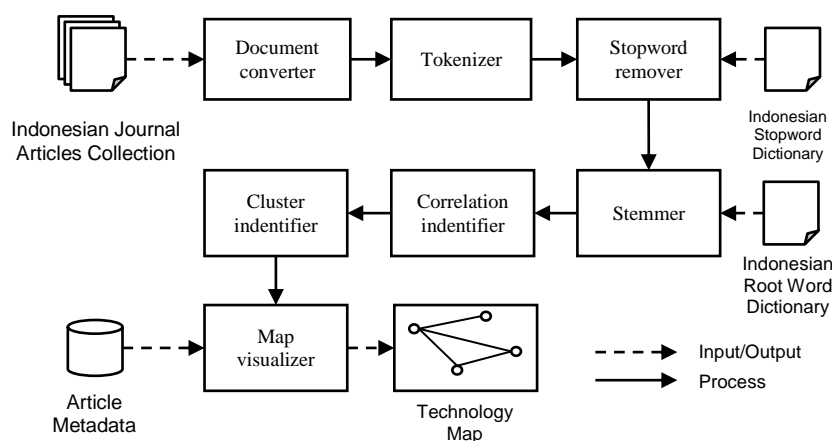 Document
converter
Tokenizer
Stopword
remover
Indonesian Journal
Articles Collection
Indonesian
Stopword
Dictionary
Cluster
indentifier
Correlation
indentifier
Stemmer
Indonesian
Root Word
Dictionary
Map
visualizer
Input/Output
Process
Article
Metadata
Technology
Map